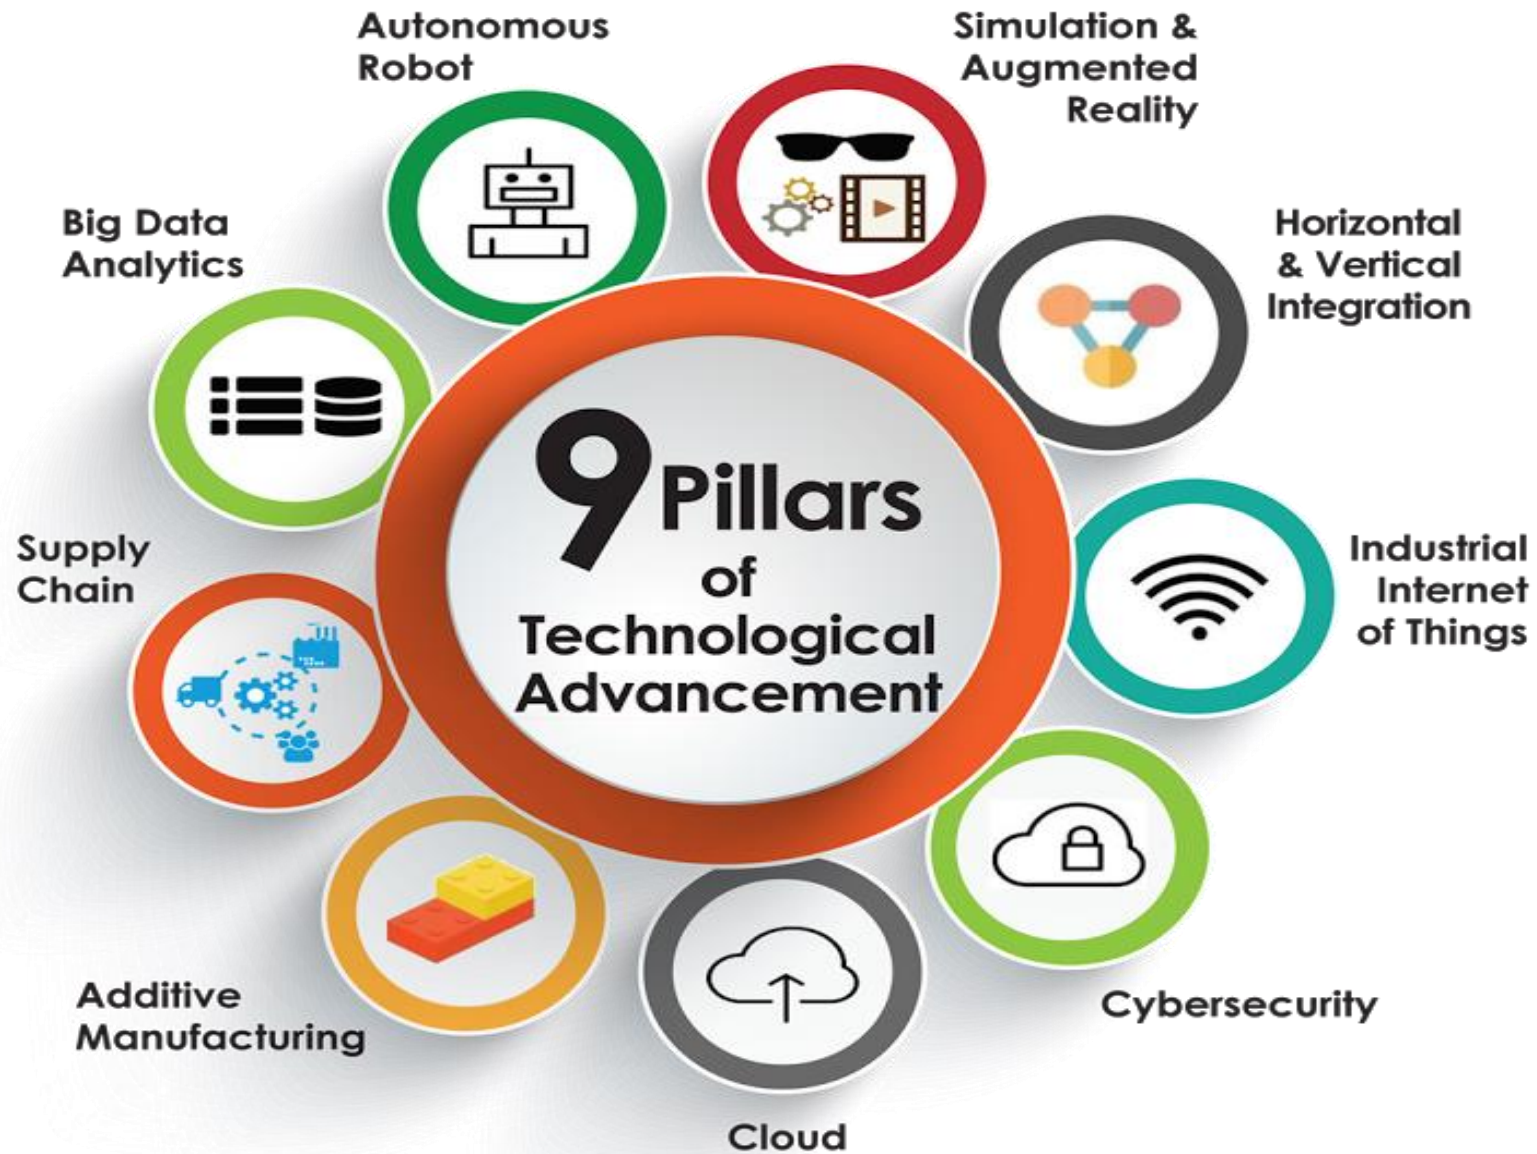 Autonomous
Robot
Simulation &
Augmented
Reality
Big Data
Analytics
Horizontal
& Vertical
Integration
9 Pillars
of
Technological
Advancement
Supply
Chain
Industrial
Internet
of Things
Additive
Manufacturing
Cybersecurity
Cloud